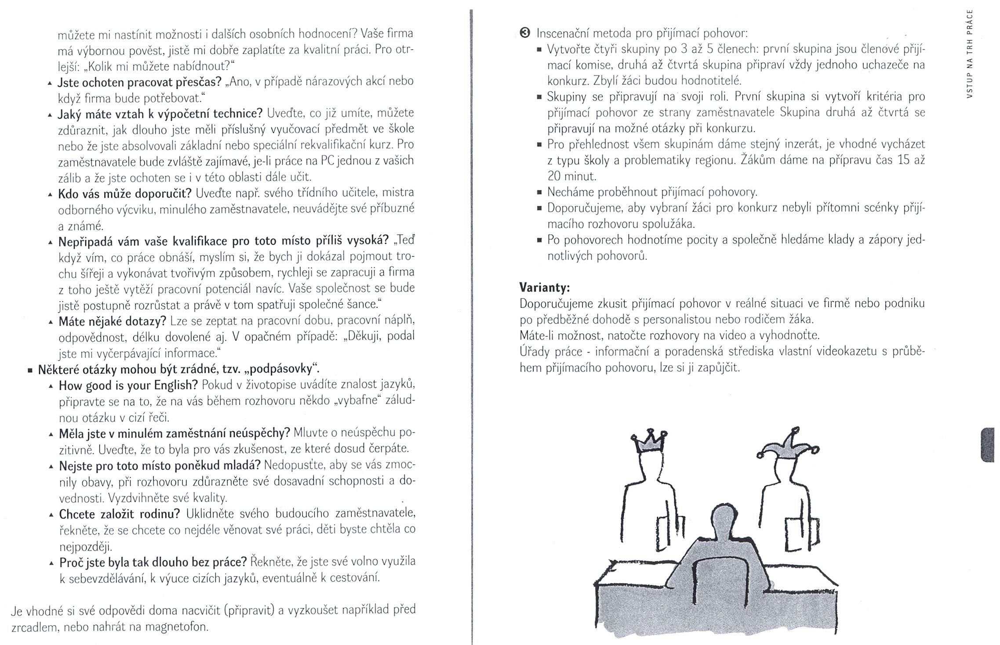 můžete mi nastínit možnosti i dalších osobních hodnocení? Vaše firma
má výbornou pověst, jistě mi dobře zaplatíte za kvalitní práci. Pro otr-
lejší: „Kolik mi můžete nabídnout?“
▲ Jste ochoten pracovat přesčas? „Ano, v případě nárazových akcí nebo
když firma bude potřebovat.“
▲ Jaký máte vztah k výpočetní technice? Uveďte, co již umíte, můžete
zdůraznit, jak dlouho jste měli příslušný vyučovací předmět ve škole
nebo že jste absolvovali základní nebo speciální rekvalifikační kurz. Pro
zaměstnavatele bude zvláště zajímavé, je-li práce na PC jednou z vašich
zálib a že jste ochoten se i v této oblasti dále učit.
▲ Kdo vás může doporučit? Uveďte např. svého třídního učitele, mistra
odborného výcviku, minulého zaměstnavatele, neuvádějte své příbuzné
a známé.
▲ Nepřipadá vám vaše kvalifikace pro toto místo příliš vysoká? „Teď
když vím, co práce obnáší, myslím si, že bych ji dokázal pojmout tro-
chu šířeji a vykonávat tvořivým způsobem, rychleji se zapracuji a firma
z toho ještě vytěží pracovní potenciál navíc. Vaše společnost se bude
jistě postupně rozrůstat a právě v tom spatřuji společné šance.“
▲ Máte nějaké dotazy? Lze se zeptat na pracovní dobu, pracovní náplň,
odpovědnost, délku dovolené aj. V opačném případě: „Děkuji, podal
jste mi vyčerpávající informace.“
■ Některé otázky mohou být zrádné, tzv. „podpásovky“.
▲ How good is your English? Pokud v životopise uvádíte znalost jazyků,
připravte se na to, že na vás během rozhovoru někdo „vybafne“ zálud-
nou otázku v cizí řeči.
▲ Měla jste v minulém zaměstnání neúspěchy? Mluvte o neúspěchu po-
zitivně. Uveďte, že to byla pro vás zkušenost, ze které dosud čerpáte.
▲ Nejste pro toto místo poněkud mladá? Nedopusťte, aby se vás zmoc-
nily obavy, při rozhovoru zdůrazněte své dosavadní schopnosti a do-
vednosti. Vyzdvihněte své kvality.
▲ Chcete založit rodinu? Uklidněte svého budoucího zaměstnavatele,
řekněte, že se chcete co nejdéle věnovat své práci, děti byste chtěla co
nejpozději.
▲ Proč jste byla tak dlouho bez práce? Řekněte, že jste své volno využila
k sebevzdělávání, k výuce cizích jazyků, eventuálně k cestování.
Je vhodné si své odpovědi doma nacvičit (připravit) a vyzkoušet například před
zrcadlem, nebo nahrát na magnetofon.
❸ Inscenační metoda pro přijímací pohovor:
■ Vytvořte čtyři skupiny po 3 až 5 členech: první skupina jsou členové přijí-
mací komise, druhá až čtvrtá skupina připraví vždy jednoho uchazeče na
konkurz. Zbylí žáci budou hodnotitelé.
■ Skupiny se připravují na svoji roli. První skupina si vytvoří kritéria pro
přijímací pohovor ze strany zaměstnavatele Skupina druhá až čtvrtá se
připravují na možné otázky při konkurzu.
■ Pro přehlednost všem skupinám dáme stejný inzerát, je vhodné vycházet
z typu školy a problematiky regionu. Žákům dáme na přípravu čas 15 až
20 minut.
■ Necháme proběhnout přijímací pohovory.
■ Doporučujeme, aby vybraní žáci pro konkurz nebyli přítomni scénky přijí-
macího rozhovoru spolužáka.
■ Po pohovorech hodnotíme pocity a společně hledáme klady a zápory jed-
notlivých pohovorů.
Varianty:
Doporučujeme zkusit přijímací pohovor v reálné situaci ve firmě nebo podniku
po předběžné dohodě s personalistou nebo rodičem žáka.
Máte-li možnost, natočte rozhovory na video a vyhodnoťte.
Úřady práce - informační a poradenská střediska vlastní videokazetu s průbě-
hem přijímacího pohovoru, lze si ji zapůjčit.
VSTUP NA TRH PRÁCE